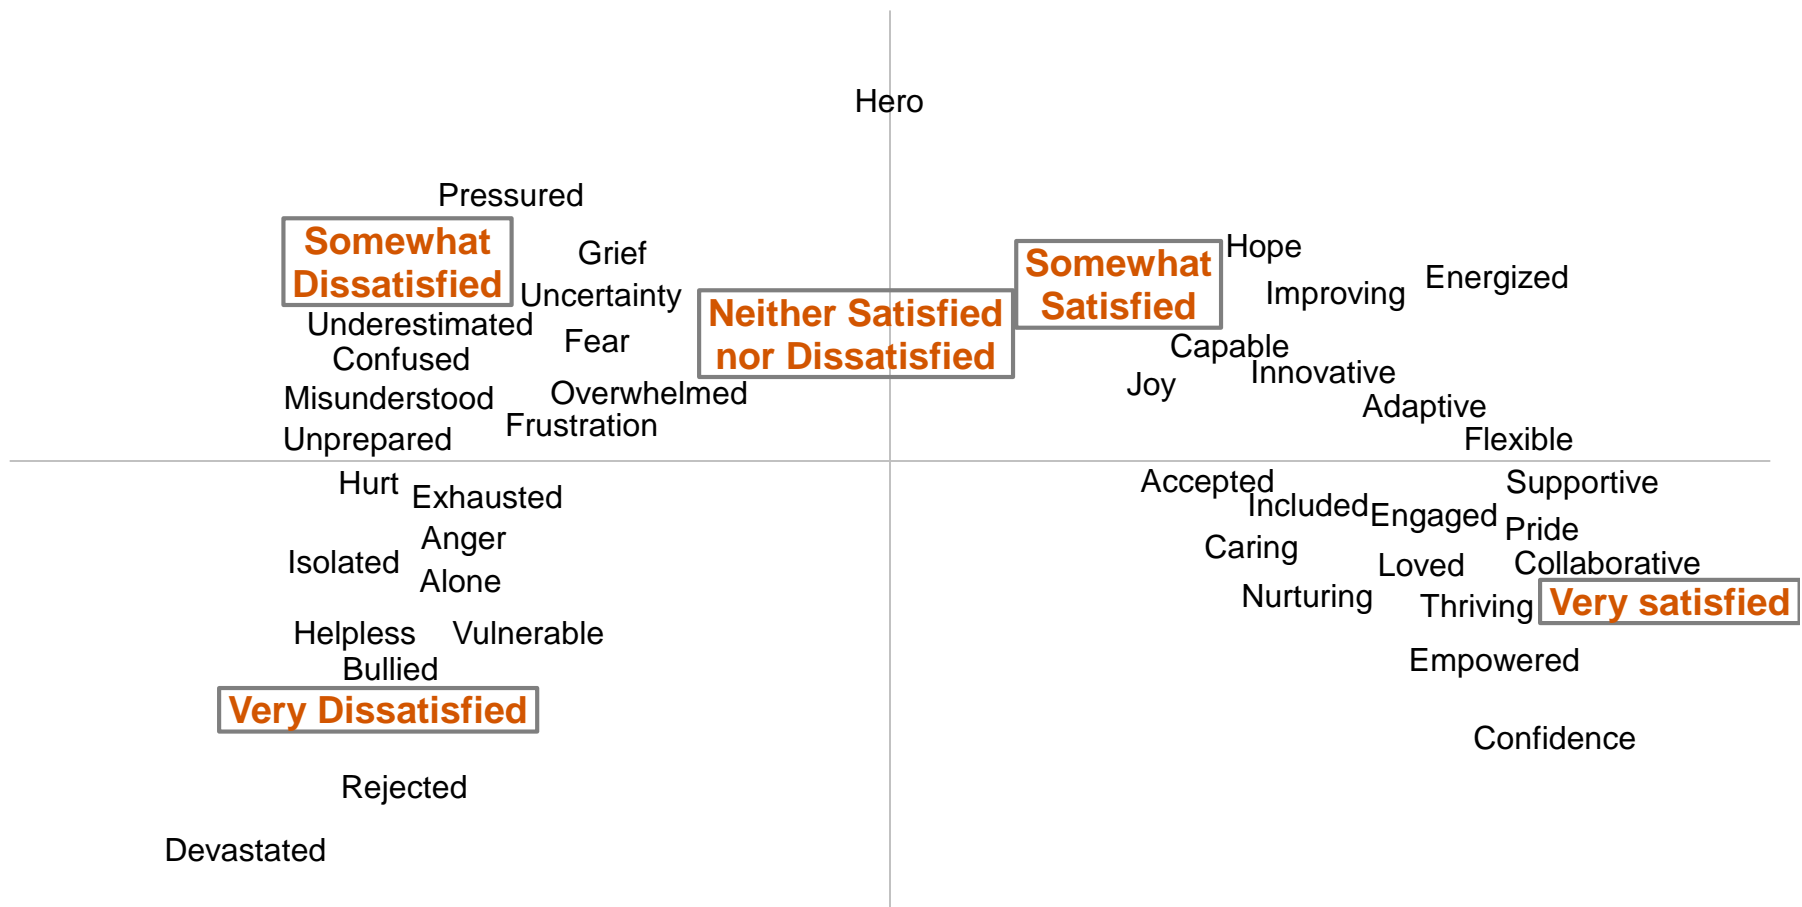 Hero
Pressured
Somewhat
Dissatisfied
Grief
Uncertainty
Underestimated
Fear
Confused
Misunderstood
Overwhelmed
Unprepared
Frustration
Neither Satisfied
nor Dissatisfied
Somewhat
Satisfied
Hope
Energized
Improving
Capable
Innovative
Joy
Adaptive
Flexible
Hurt
Exhausted
Anger
Isolated
Alone
Helpless
Vulnerable
Bullied
Very Dissatisfied
Rejected
Devastated
Accepted
Supportive
Included
Engaged
Pride
Caring
Loved
Collaborative
Nurturing
Thriving
Very satisfied
Empowered
Confidence